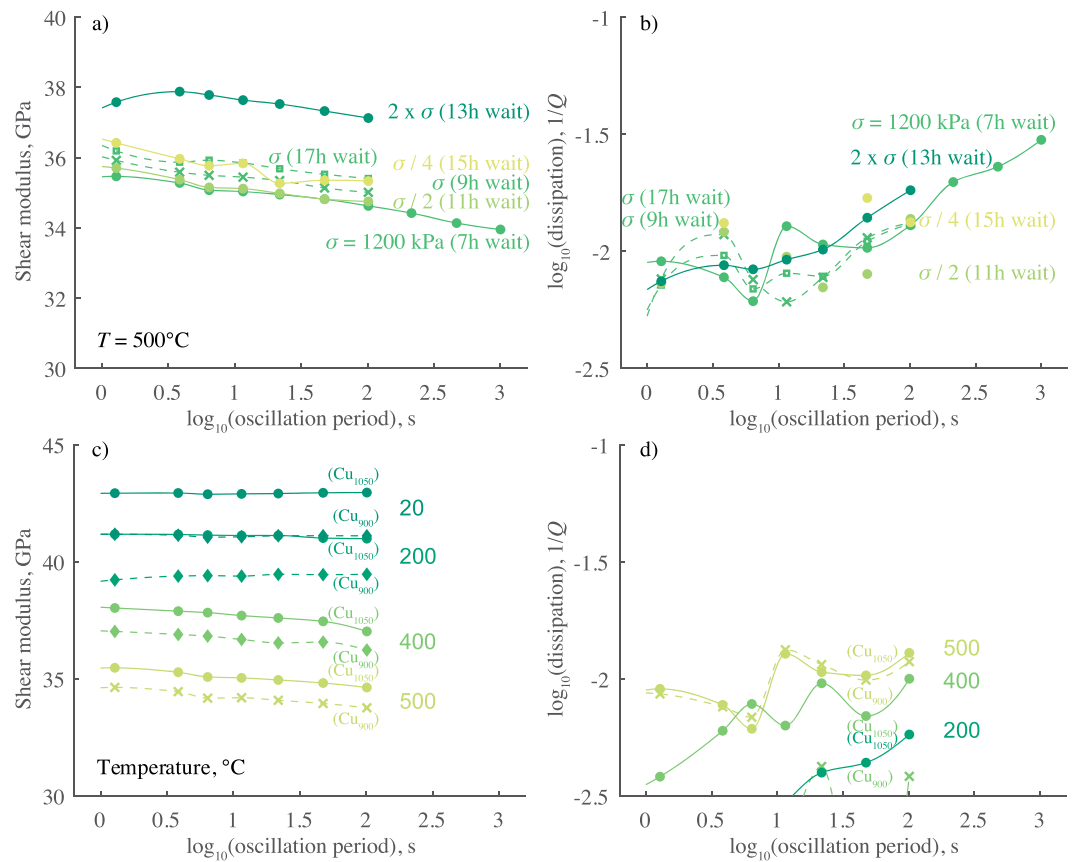 a)
Shear modulus, GPa
40
38
36
34
32
30
2 x σ (13h wait)
σ (17h wait)
σ / 4 (15h wait)
σ (9h wait)
σ / 2 (11h wait)
σ = 1200 kPa (7h wait)
T = 500°C
0 0.5 1 1.5 2 2.5 3
log10(oscillation period), s
b)
log10(dissipation), 1/Q
-1
-1.5
-2
-2.5
σ = 1200 kPa (7h wait)
2 x σ (13h wait)
σ (17h wait)
σ (9h wait)
σ / 4 (15h wait)
σ / 2 (11h wait)
0 0.5 1 1.5 2 2.5 3
log10(oscillation period), s
c)
Shear modulus, GPa
45
40
35
30
(Cu1050)
20
(Cu900)
(Cu1050)
200
(Cu900)
(Cu1050)
400
(Cu900)
(Cu1050)
500
(Cu900)
Temperature, °C
0 0.5 1 1.5 2 2.5 3
log10(oscillation period), s
d)
log10(dissipation), 1/Q
-1
-1.5
-2
-2.5
(Cu1050) 500
400
(Cu900)
(Cu1050)
(Cu1050) 200
(Cu900)
0 0.5 1 1.5 2 2.5 3
log10(oscillation period), s